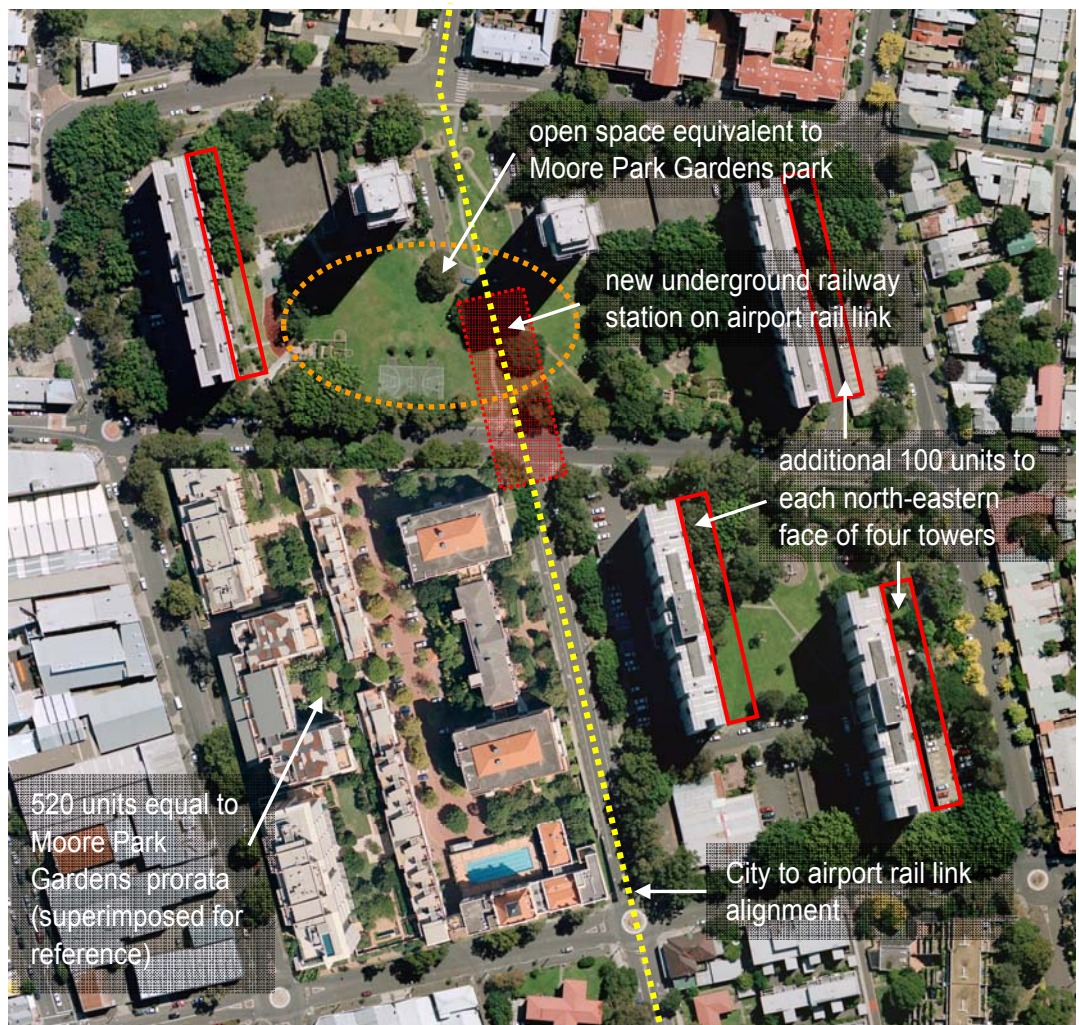 open space equivalent to
Moore Park Gardens park
new underground railway
station on airport rail link
additional 100 units to
each north-eastern
face of four towers
520 units equal to
Moore Park
Gardens prorata
(superimposed for
reference)
City to airport rail link
alignment